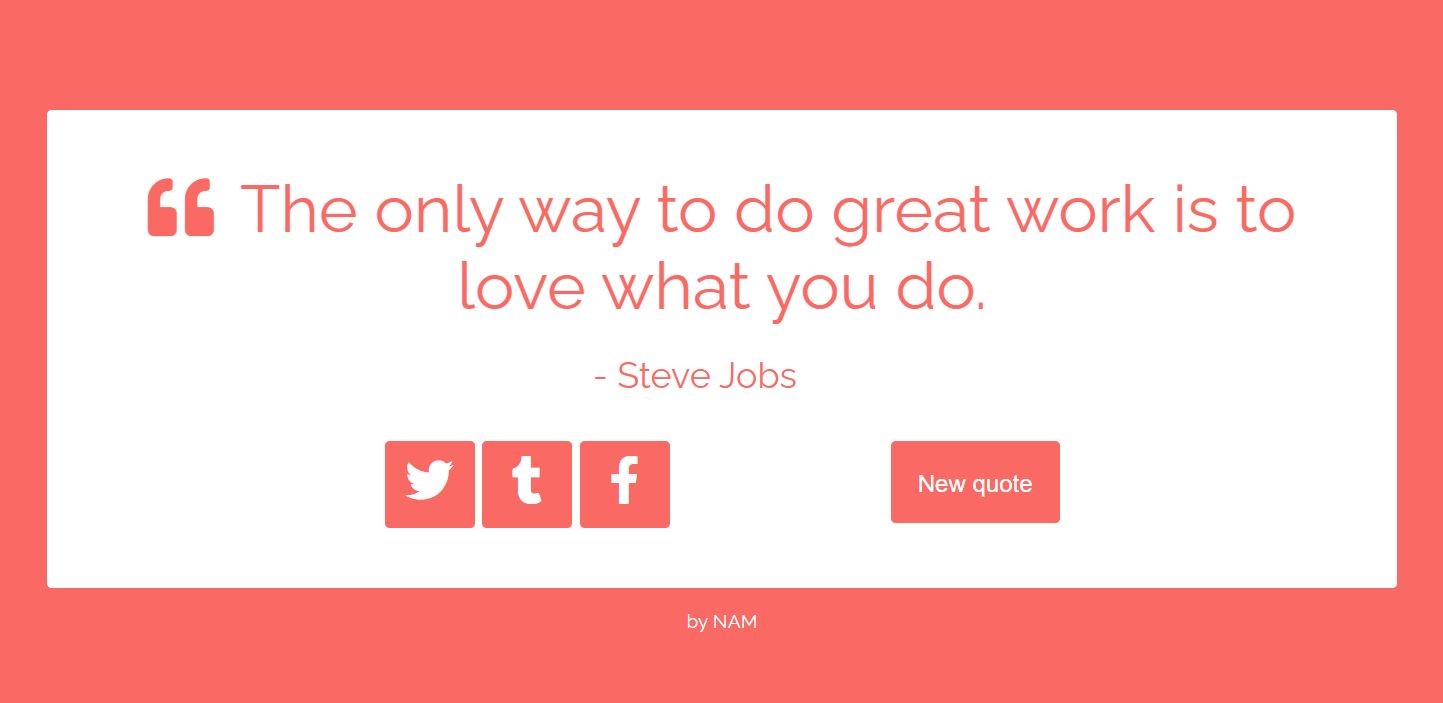 “ The only way to do great work is to
love what you do.
- Steve Jobs
New quote
by NAM